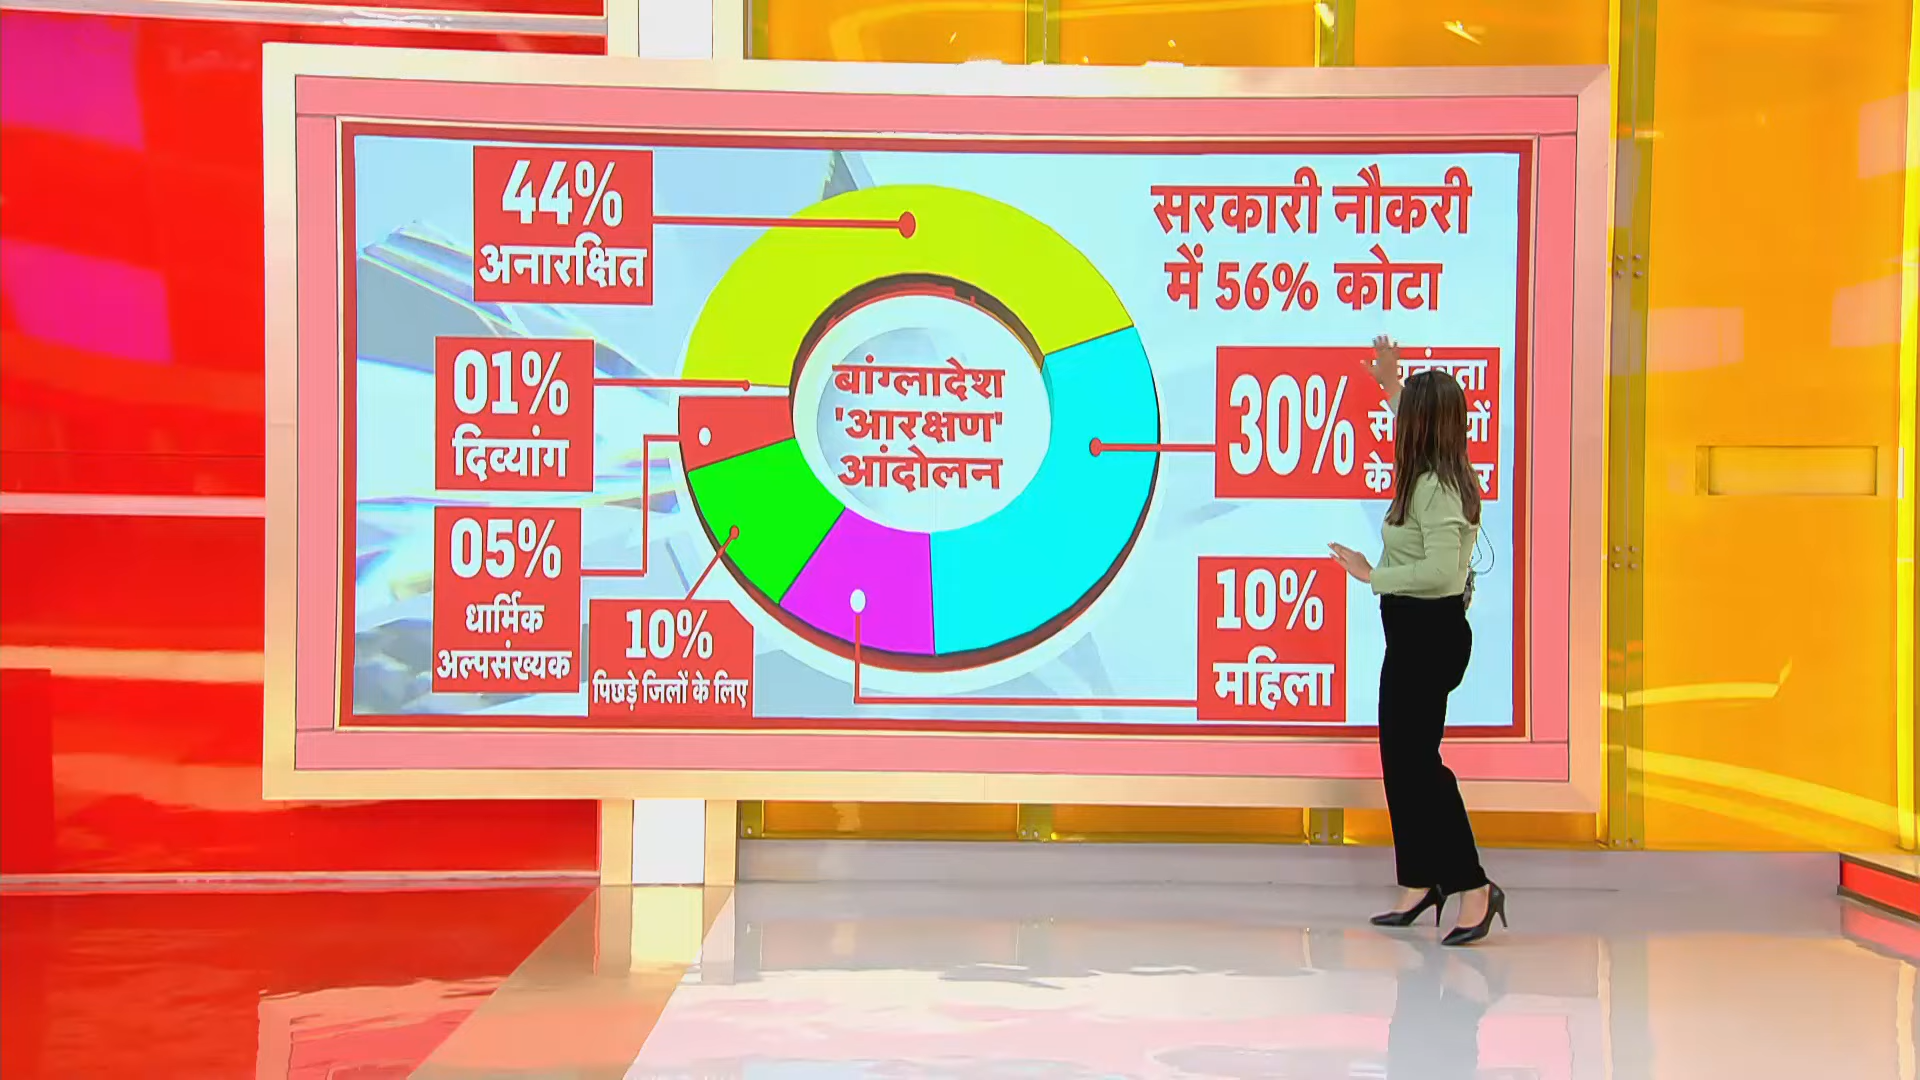 44%
अनारक्षित
01%
दिव्यांग
05%
धार्मिक
अल्पसंख्यक
10%
पिछड़े जिलों के लिए
बांग्लादेश
'आरक्षण'
आंदोलन
सरकारी नौकरी
में 56% कोटा
30%
10%
महिला